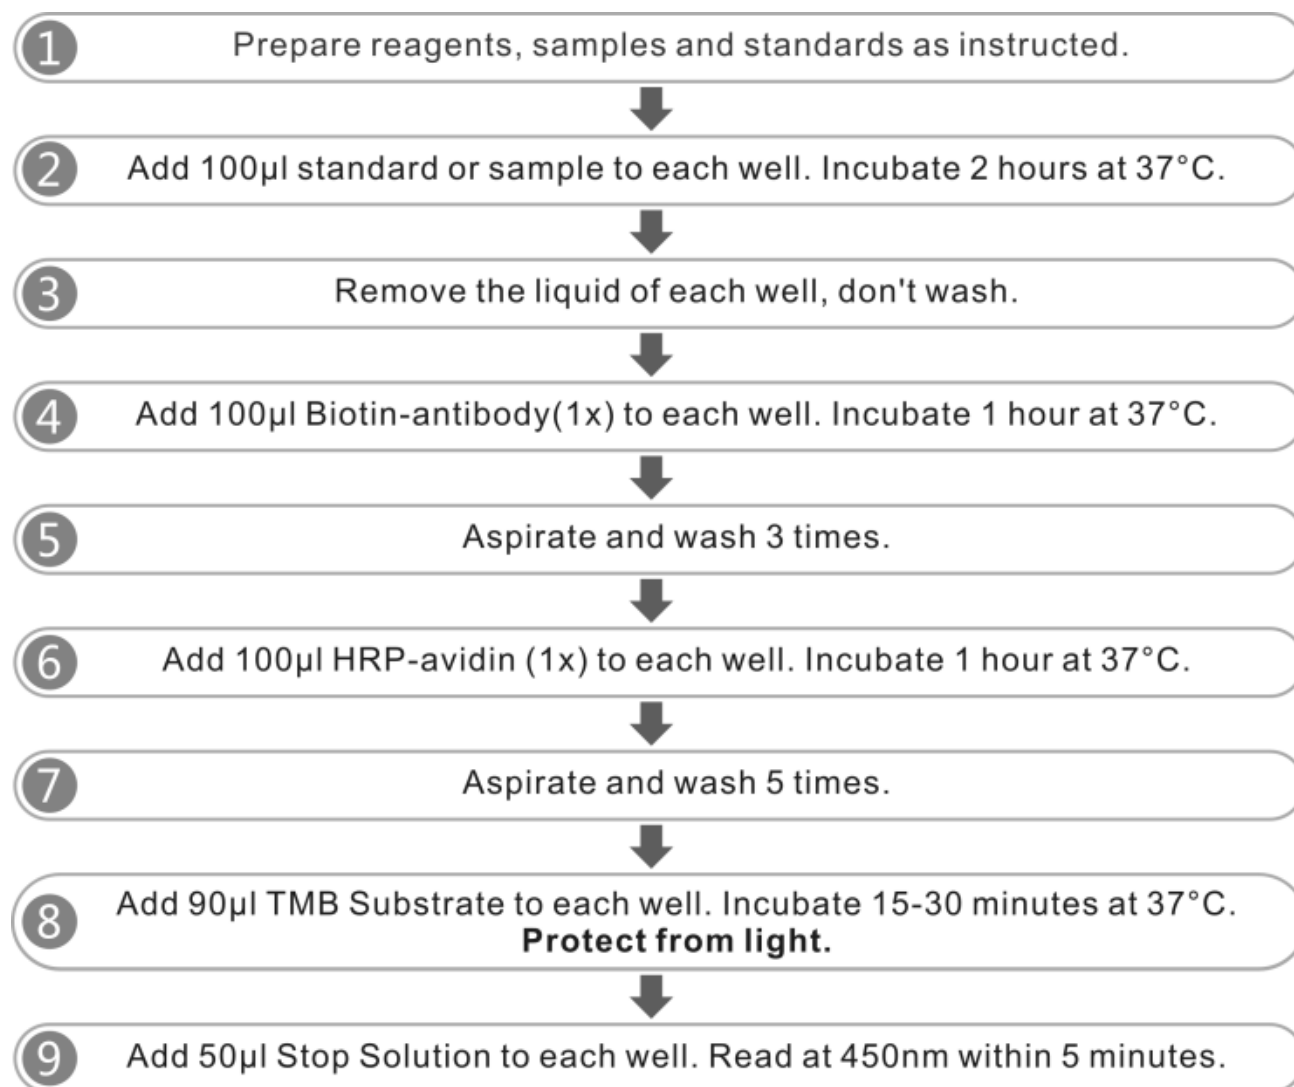 1 Prepare reagents, samples and standards as instructed.
2 Add 100µl standard or sample to each well. Incubate 2 hours at 37°C.
3 Remove the liquid of each well, don't wash.
4 Add 100µl Biotin-antibody(1x) to each well. Incubate 1 hour at 37°C.
5 Aspirate and wash 3 times.
6 Add 100µl HRP-avidin (1x) to each well. Incubate 1 hour at 37°C.
7 Aspirate and wash 5 times.
8 Add 90µl TMB Substrate to each well. Incubate 15-30 minutes at 37°C.
Protect from light.
9 Add 50µl Stop Solution to each well. Read at 450nm within 5 minutes.